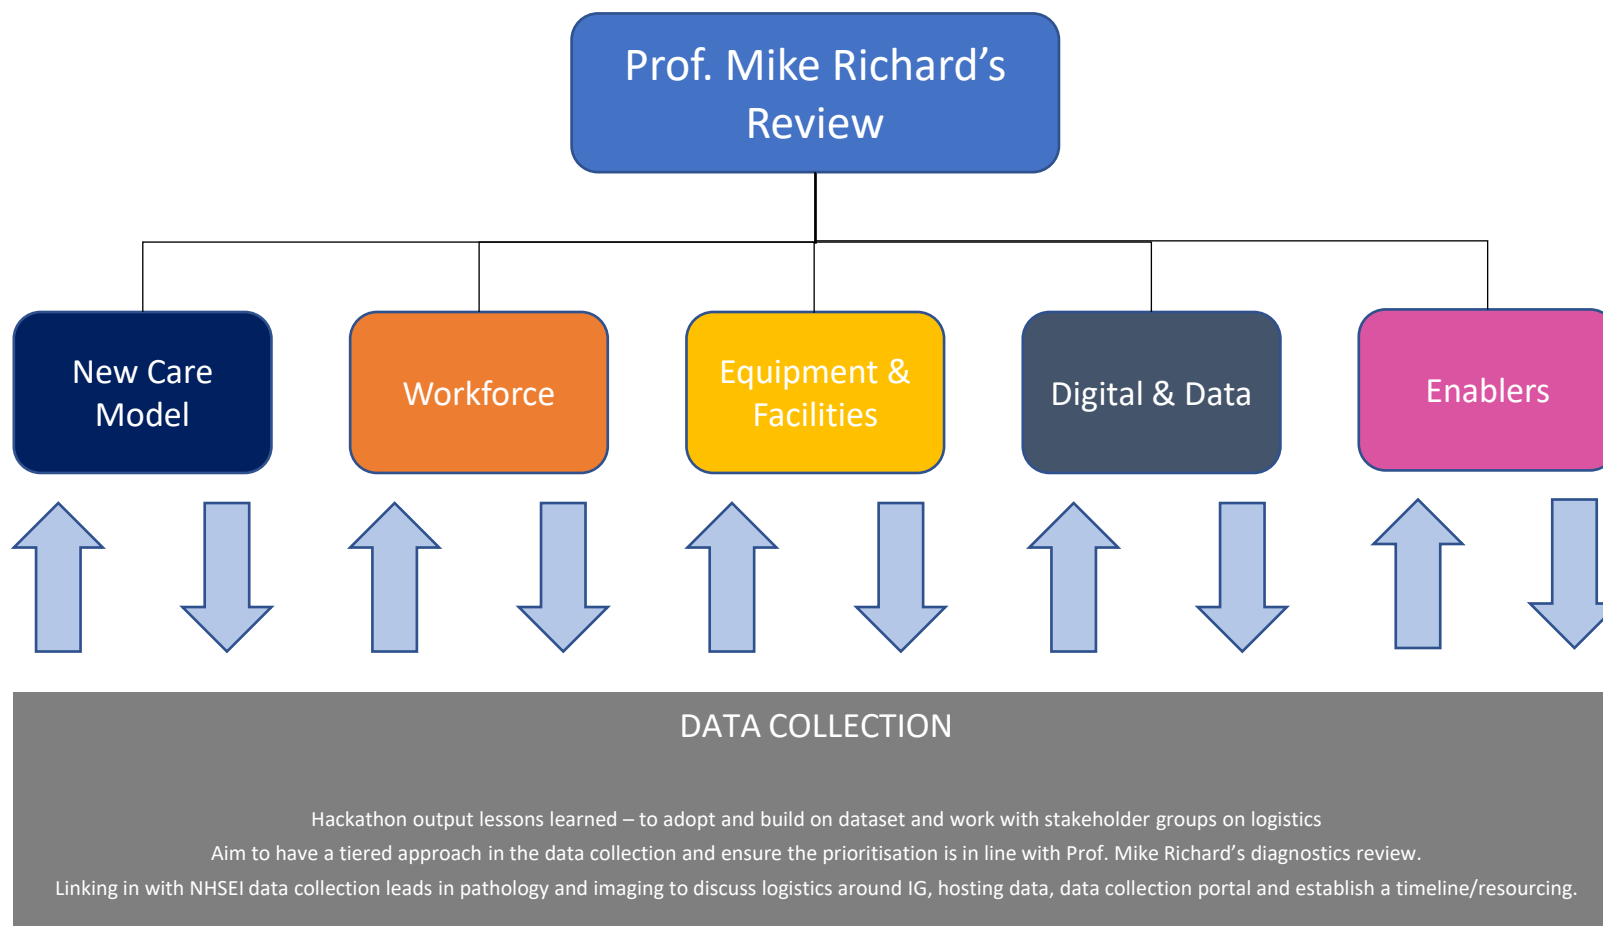 Prof. Mike Richard’s
Review
New Care
Model
Workforce
Equipment &
Facilities
Digital & Data
Enablers
DATA COLLECTION
Hackathon output lessons learned – to adopt and build on dataset and work with stakeholder groups on logistics
Aim to have a tiered approach in the data collection and ensure the prioritisation is in line with Prof. Mike Richard’s diagnostics review.
Linking in with NHSEI data collection leads in pathology and imaging to discuss logistics around IG, hosting data, data collection portal and establish a timeline/resourcing.